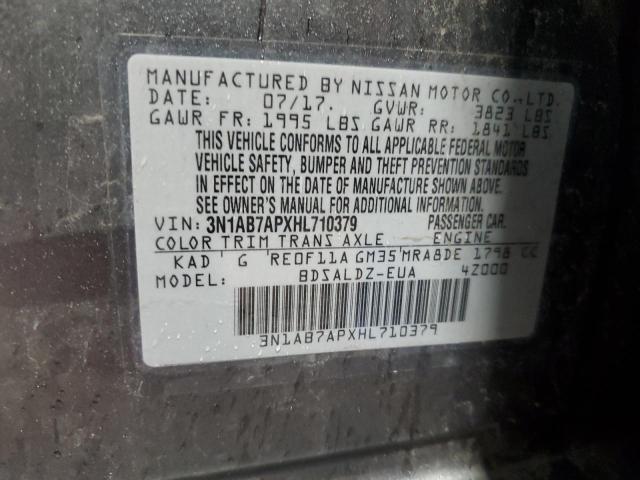 MANUFACTURED BY NISSAN MOTOR CO.,LTD.
DATE: 07/17. GVWR: 3823 LBS
GAWR FR: 1995 LBS GAWR RR: 1841 LBS
THIS VEHICLE CONFORMS TO ALL APPLICABLE FEDERAL MOTOR
VEHICLE SAFETY, BUMPER AND THEFT PREVENTION STANDARDS
IN EFFECT ON THE DATE OF MANUFACTURE SHOWN ABOVE.
SEE OWNER'S MANUAL FOR ADDITIONAL INFORMATION.
VIN: 3N1AB7APXHL710379 PASSENGER CAR.
COLOR TRIM TRANS AXLE ENGINE
KAD G RE0F11A GM35 MRA8DE 1798 CC
MODEL: BDSALDZ-EUA 4Z000
3N1AB7APXHL710379